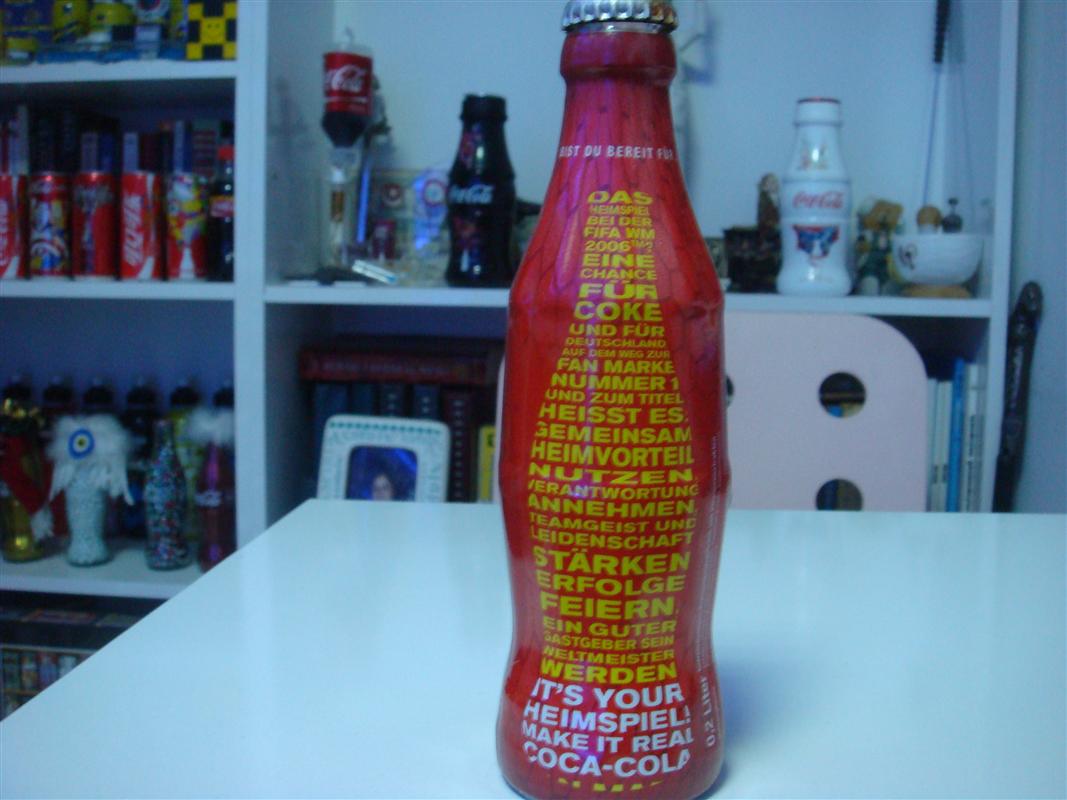 BIST DU BEREIT FÜR
DAS
HEIMSPIEL
BEI DER
FIFA WM
2006™?
EINE
CHANCE
FÜR
COKE
UND FÜR
DEUTSCHLAND
AUF DEM WEG ZUR
FAN MARKE
NUMMER 1
UND ZUM TITEL
HEISST ES:
GEMEINSAM
HEIMVORTEIL
NUTZEN,
VERANTWORTUNG
ANNEHMEN,
TEAMGEIST UND
LEIDENSCHAFT
STÄRKEN
ERFOLGE
FEIERN,
EIN GUTER
GASTGEBER SEIN
WELTMEISTER
WERDEN
IT'S YOUR
HEIMSPIEL!
MAKE IT REAL
COCA-COLA
0,2 Liter
Coca-Cola
Coca-Cola
Coca-Cola